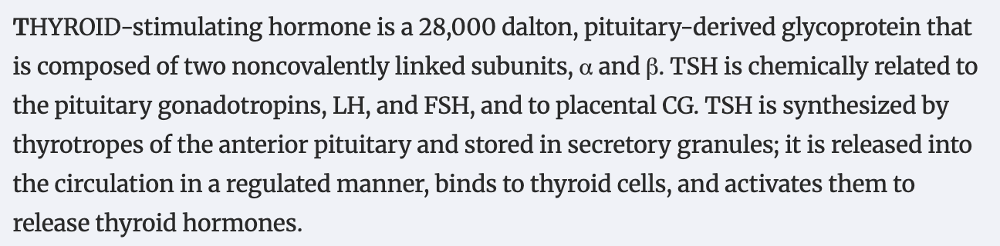 THYROID-stimulating hormone is a 28,000 dalton, pituitary-derived glycoprotein that
is composed of two noncovalently linked subunits, α and β. TSH is chemically related to
the pituitary gonadotropins, LH, and FSH, and to placental CG. TSH is synthesized by
thyrotropes of the anterior pituitary and stored in secretory granules; it is released into
the circulation in a regulated manner, binds to thyroid cells, and activates them to
release thyroid hormones.